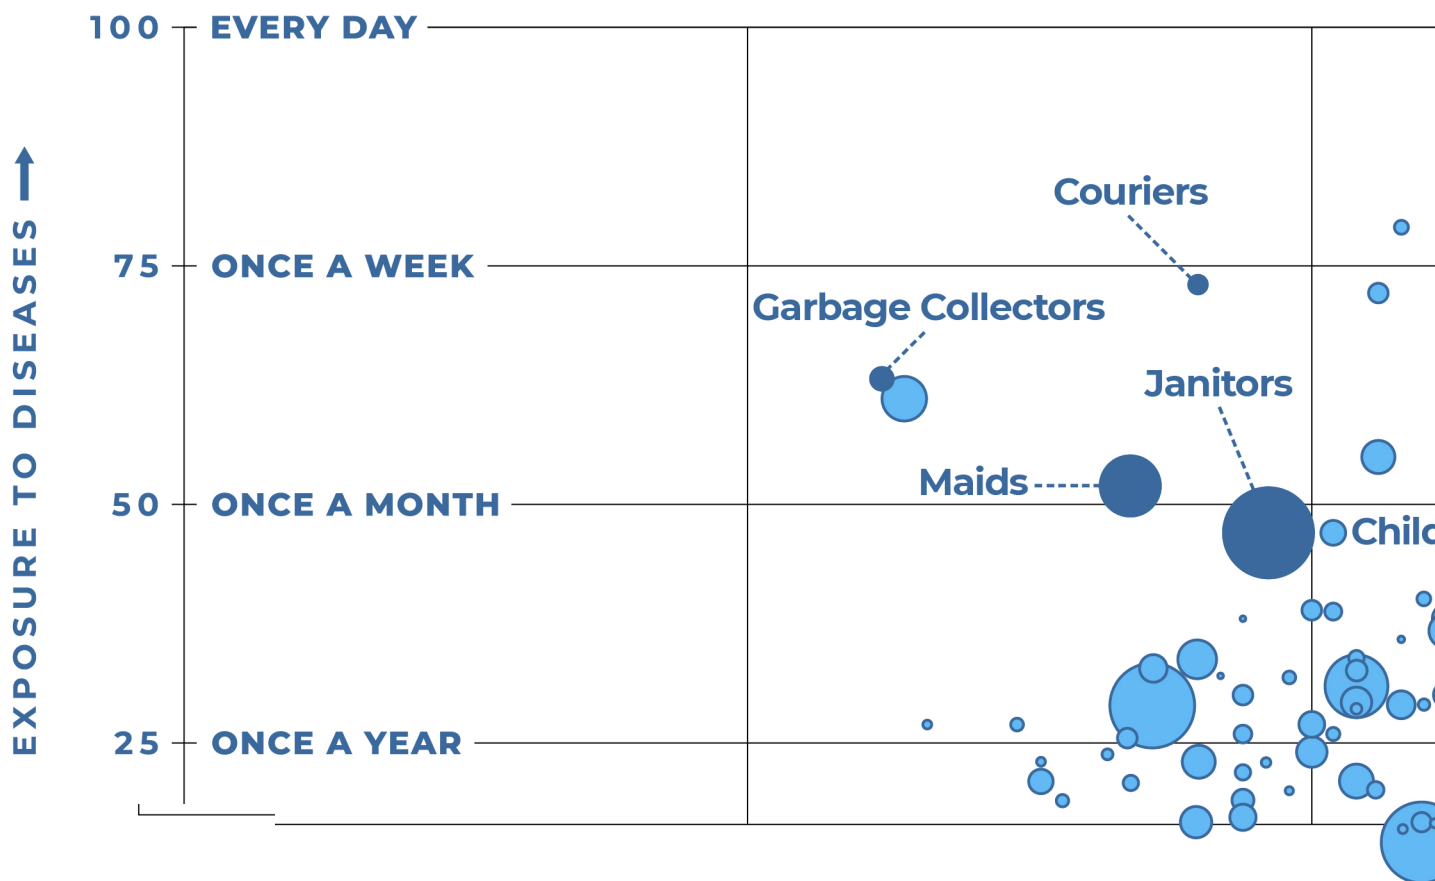 100 EVERY DAY
Couriers
75 ONCE A WEEK
Garbage Collectors
Janitors
Maids
50 ONCE A MONTH
Child
25 ONCE A YEAR
EXPOSURE TO DISEASES